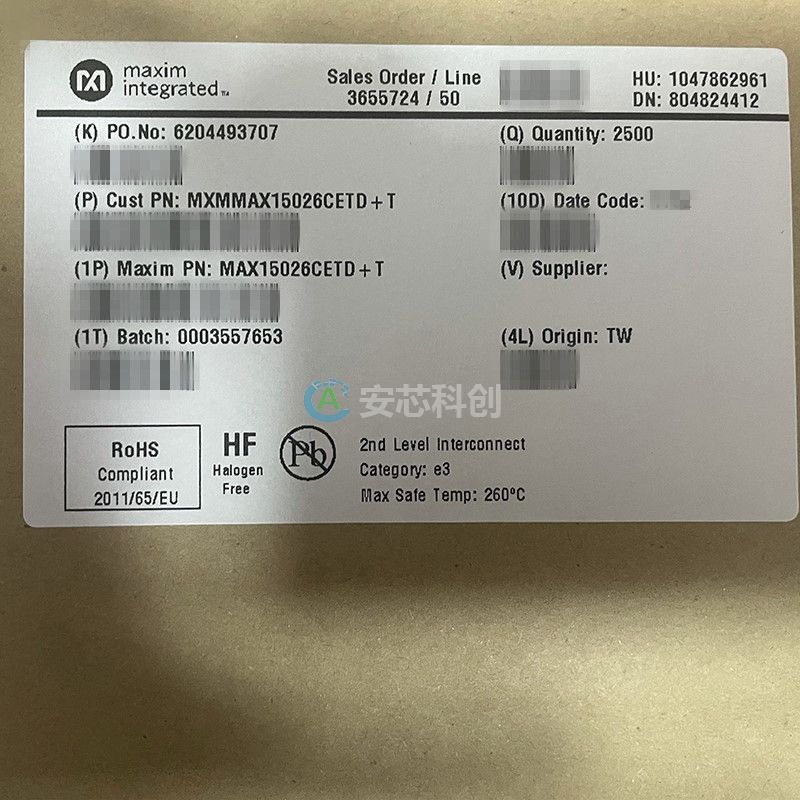 maxim
integrated™
Sales Order / Line
3655724 / 50
HU: 1047862961
DN: 804824412
(K) PO.No: 6204493707
(Q) Quantity: 2500
(P) Cust PN: MXMMAX15026CETD+T
(10D) Date Code:
(1P) Maxim PN: MAX15026CETD+T
(V) Supplier:
(1T) Batch: 0003557653
(4L) Origin: TW
安芯科创
RoHS
Compliant
2011/65/EU
HF
Halogen
Free
Pb
2nd Level Interconnect
Category: e3
Max Safe Temp: 260ºC